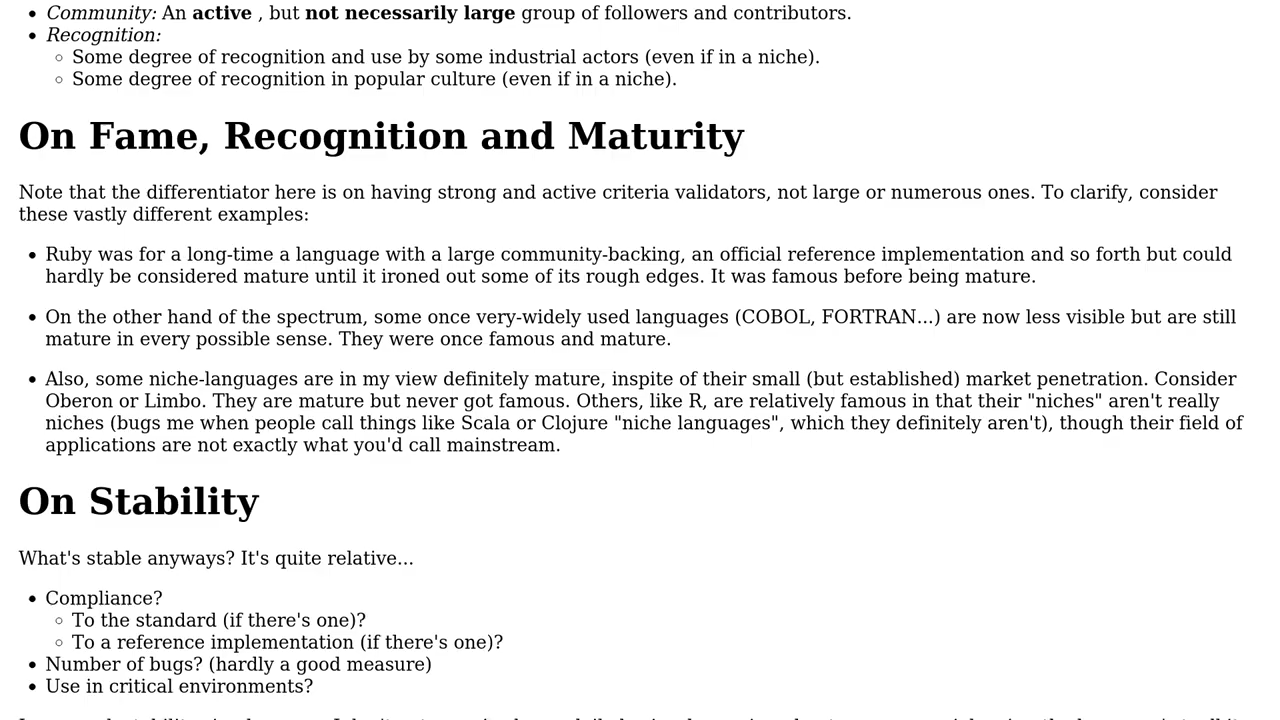 Community: An active , but not necessarily large group of followers and contributors.
Recognition:
Some degree of recognition and use by some industrial actors (even if in a niche).
Some degree of recognition in popular culture (even if in a niche).
On Fame, Recognition and Maturity
Note that the differentiator here is on having strong and active criteria validators, not large or numerous ones. To clarify, consider
these vastly different examples:
Ruby was for a long-time a language with a large community-backing, an official reference implementation and so forth but could
hardly be considered mature until it ironed out some of its rough edges. It was famous before being mature.
On the other hand of the spectrum, some once very-widely used languages (COBOL, FORTRAN...) are now less visible but are still
mature in every possible sense. They were once famous and mature.
Also, some niche-languages are in my view definitely mature, inspite of their small (but established) market penetration. Consider
Oberon or Limbo. They are mature but never got famous. Others, like R, are relatively famous in that their "niches" aren't really
niches (bugs me when people call things like Scala or Clojure "niche languages", which they definitely aren't), though their field of
applications are not exactly what you'd call mainstream.
On Stability
What's stable anyways? It's quite relative...
Compliance?
To the standard (if there's one)?
To a reference implementation (if there's one)?
Number of bugs? (hardly a good measure)
Use in critical environments?